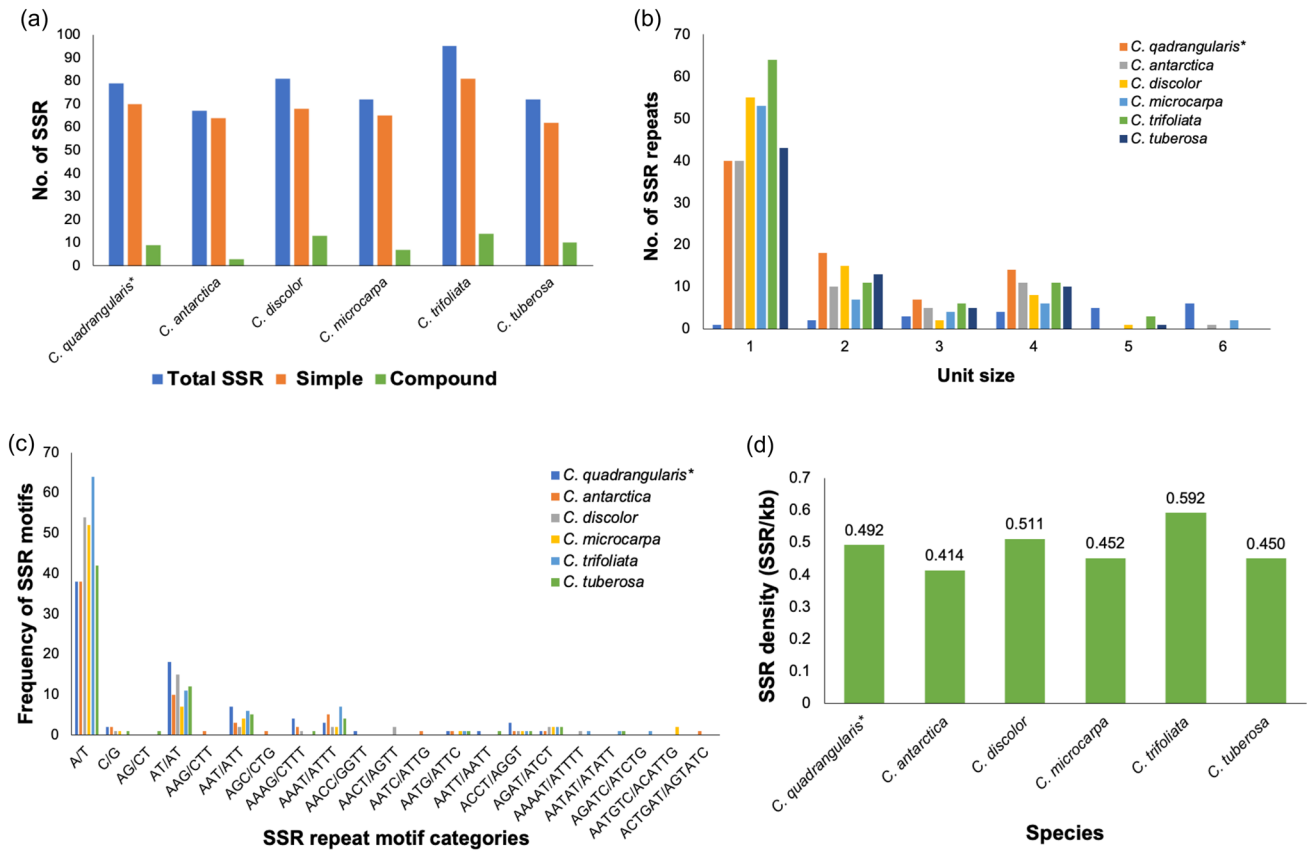 (a)
No. of SSR
100
90
80
70
60
50
40
30
20
10
0
C. quadrangularis*
C. antarctica
C. discolor
C. microcarpa
C. trifoliata
C. tuberosa
Total SSR Simple Compound
(b)
No. of SSR repeats
70
60
50
40
30
20
10
0
1 2 3 4 5 6
Unit size
C. qadrangularis*
C. antarctica
C. discolor
C. microcarpa
C. trifoliata
C. tuberosa
(c)
Frequency of SSR motifs
70
60
50
40
30
20
10
0
A/T
C/G
AG/CT
AT/AT
AAG/CTT
AAT/ATT
AGC/CTG
AAAG/CTTT
AAAT/ATTT
AACC/GGTT
AACT/AGTT
AATC/ATTG
AATG/ATTC
AATT/AATT
ACCT/AGGT
AGAT/ATCT
AAAAT/ATTTT
AATAT/ATATT
AGATC/ATCTG
AATGTC/ACATTG
ACTGAT/AGTATC
SSR repeat motif categories
C. quadrangularis*
C. antarctica
C. discolor
C. microcarpa
C. trifoliata
C. tuberosa
(d)
SSR density (SSR/kb)
0.7
0.6
0.5
0.4
0.3
0.2
0.1
0
0.492
0.414
0.511
0.452
0.592
0.450
C. quadrangularis*
C. antarctica
C. discolor
C. microcarpa
C. trifoliata
C. tuberosa
Species